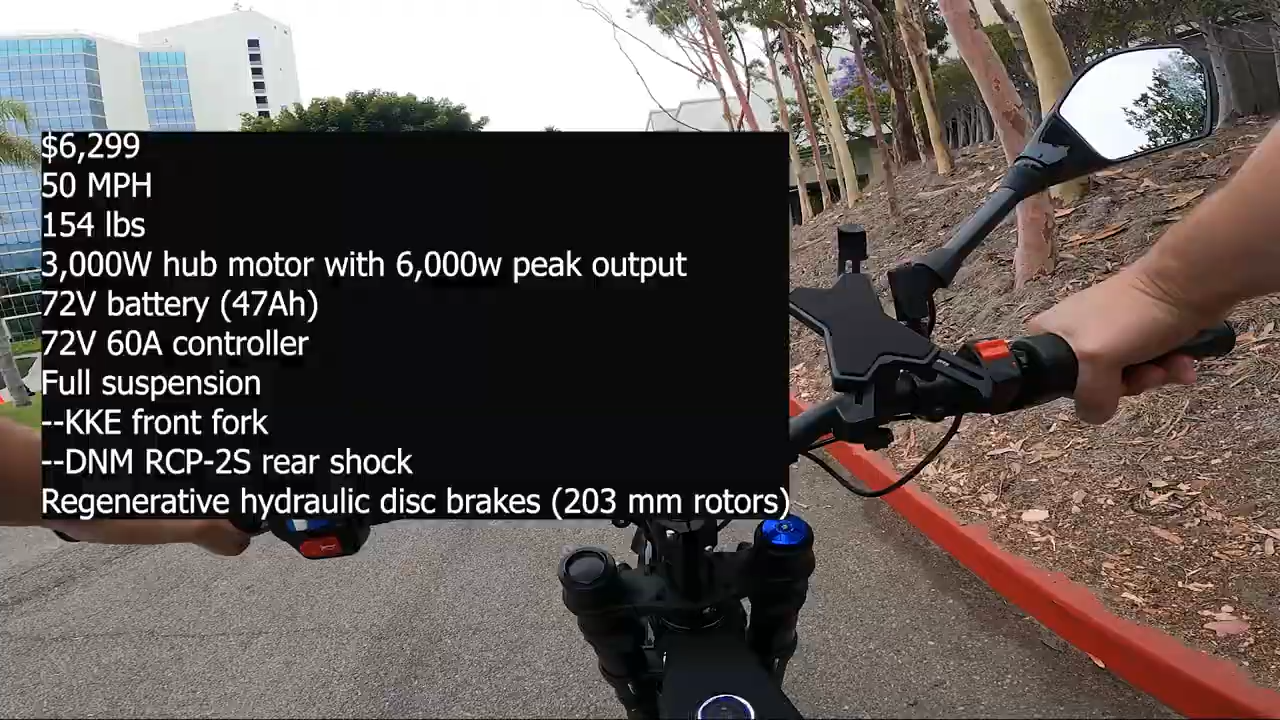 $6,299
50 MPH
154 lbs
3,000W hub motor with 6,000w peak output
72V battery (47Ah)
72V 60A controller
Full suspension
--KKE front fork
--DNM RCP-2S rear shock
Regenerative hydraulic disc brakes (203 mm rotors)